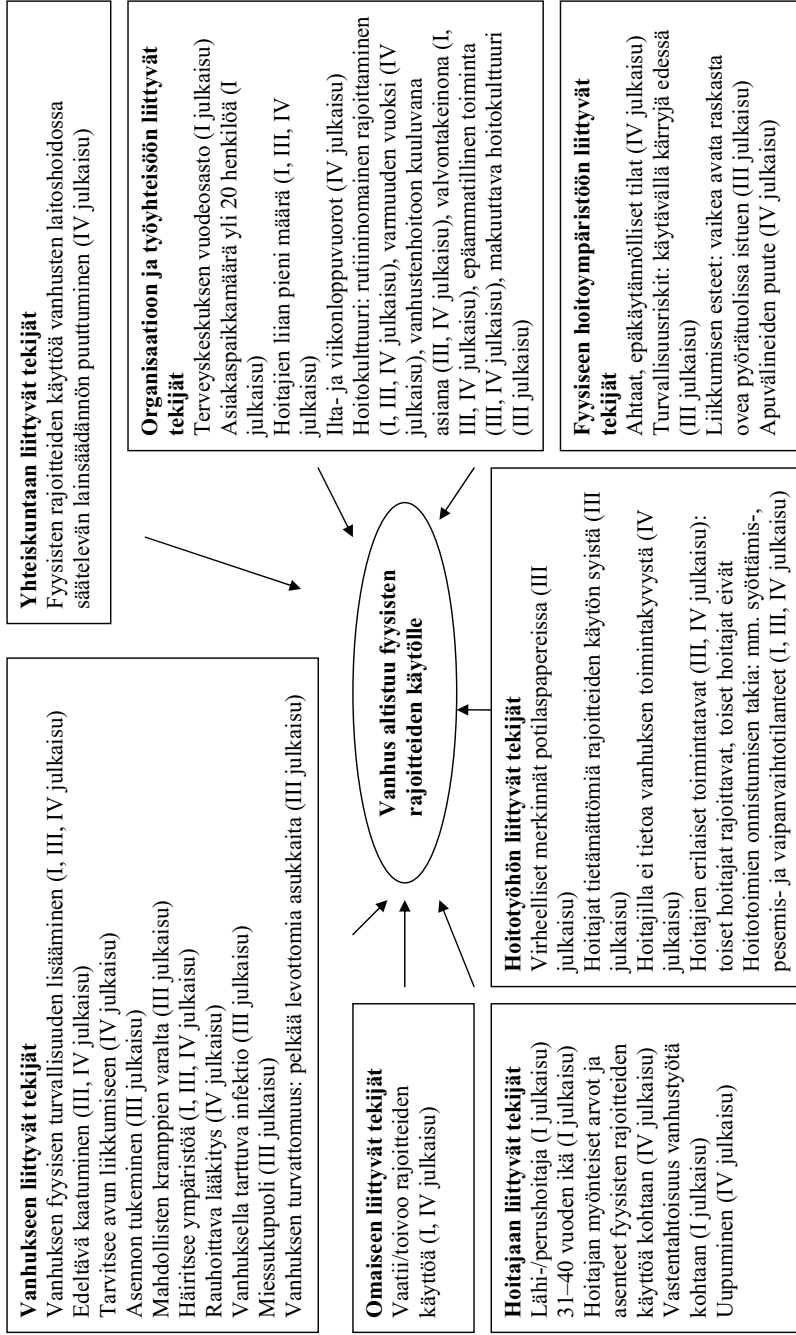 Vanhukseen liittyvät tekijät
Vanhuksen fyysisen turvallisuuden lisääminen (I, III, IV julkaisu)
Edeltävä kaatuminen (III, IV julkaisu)
Tarvitsee avun liikkumiseen (IV julkaisu)
Asennon tukeminen (III julkaisu)
Mahdollisten kramppien varalta (III julkaisu)
Häiritsee ympäristöä (I, III, IV julkaisu)
Rauhoittava lääkitys (IV julkaisu)
Vanhuksella tarttuva infektio (III julkaisu)
Miessukupuoli (III julkaisu)
Vanhuksen turvattomuus: pelkää levottomia asukkaita (III julkaisu)
Yhteiskuntaan liittyvät tekijät
Fyysisten rajoitteiden käyttöä vanhusten laitoshoidossa
säätelevän lainsäädännön puuttuminen (IV julkaisu)
Omaiseen liittyvät tekijät
Vaatii/toivoo rajoitteiden
käyttöä (I, IV julkaisu)
Vanhus altistuu fyysisten
rajoitteiden käytölle
Organisaatioon ja työyhteisöön liittyvät
tekijät
Terveyskeskuksen vuodeosasto (I julkaisu)
Asiakaspaikkamäärä yli 20 henkilöä (I
julkaisu)
Hoitajien liian pieni määrä (I, III, IV
julkaisu)
Ilta- ja viikonloppuvuorot (IV julkaisu)
Hoitokulttuuri: rutiininomainen rajoittaminen
(I, III, IV julkaisu), varmuuden vuoksi (IV
julkaisu), vanhustenhoitoon kuuluvana
asiana (III, IV julkaisu), valvontakeinona (I,
III, IV julkaisu), epäammatillinen toiminta
(III, IV julkaisu), makuuttava hoitokulttuuri
(III julkaisu)
Hoitajaan liittyvät tekijät
Lähi-/perushoitaja (I julkaisu)
31–40 vuoden ikä (I julkaisu)
Hoitajan myönteiset arvot ja
asenteet fyysisten rajoitteiden
käyttöä kohtaan (IV julkaisu)
Vastentahtoisuus vanhustyötä
kohtaan (I julkaisu)
Uupuminen (IV julkaisu)
Hoitotyöhön liittyvät tekijät
Virheelliset merkinnät potilaspapereissa (III
julkaisu)
Hoitajat tietämättömiä rajoitteiden käytön syistä (III
julkaisu)
Hoitajilla ei tietoa vanhuksen toimintakyvystä (IV
julkaisu)
Hoitajien erilaiset toimintatavat (III, IV julkaisu):
toiset hoitajat rajoittavat, toiset hoitajat eivät
Hoitotoimien onnistumisen takia: mm. syöttämis-,
pesemis- ja vaipanvaihtotilanteet (I, III, IV julkaisu)
Fyysiseen hoitoympäristöön liittyvät
tekijät
Ahtaat, epäkäytännölliset tilat (IV julkaisu)
Turvallisuusriskit: käytävällä kärryjä edessä
(III julkaisu)
Liikkumisen esteet: vaikea avata raskasta
ovea pyörätuolissa istuen (III julkaisu)
Apuvälineiden puute (IV julkaisu)